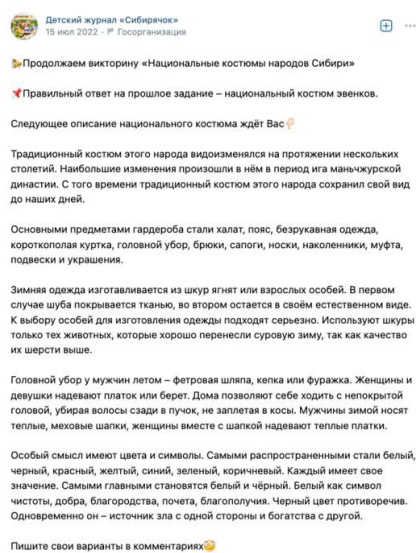 Детский журнал «Сибирячок»
15 июл 2022 · Госорганизация
Продолжаем викторину «Национальные костюмы народов Сибири»
Правильный ответ на прошлое задание – национальный костюм эвенков.
Следующее описание национального костюма ждёт Вас
Традиционный костюм этого народа видоизменялся на протяжении нескольких
столетий. Наибольшие изменения произошли в нём в период ига маньчжурской
династии. С того времени традиционный костюм этого народа сохранил свой вид
до наших дней.
Основными предметами гардероба стали халат, пояс, безрукавная одежда,
короткополая куртка, головной убор, брюки, сапоги, носки, наколенники, муфта,
подвески и украшения.
Зимняя одежда изготавливается из шкур ягнят или взрослых особей. В первом
случае шуба покрывается тканью, во втором остается в своём естественном виде.
К выбору особей для изготовления одежды подходят серьезно. Используют шкуры
только тех животных, которые хорошо перенесли суровую зиму, так как качество
их шерсти выше.
Головной убор у мужчин летом – фетровая шляпа, кепка или фуражка. Женщины и
девушки надевают платок или берет. Дома позволяют себе ходить с непокрытой
головой, убирая волосы сзади в пучок, не заплетая в косы. Мужчины зимой носят
теплые, меховые шапки, женщины вместе с шапкой надевают теплые платки.
Особый смысл имеют цвета и символы. Самыми распространенными стали белый,
черный, красный, желтый, синий, зеленый, коричневый. Каждый имеет свое
значение. Самыми главными становятся белый и чёрный. Белый как символ
чистоты, добра, благородства, почета, благополучия. Черный цвет противоречив.
Одновременно он – источник зла с одной стороны и богатства с другой.
Пишите свои варианты в комментариях